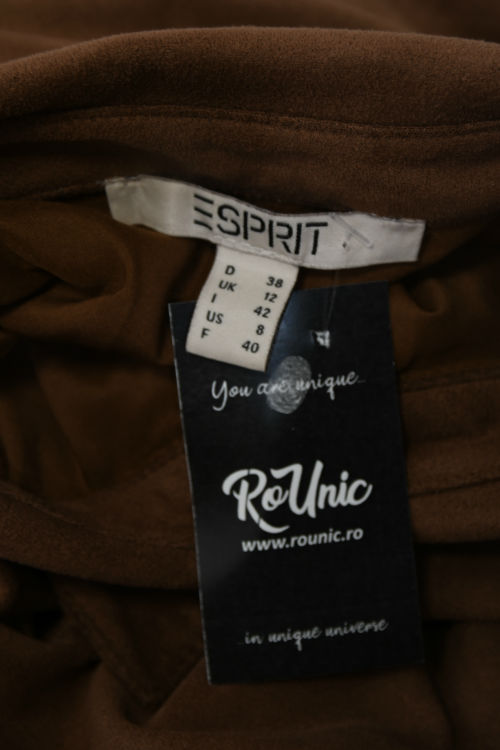 ESPRIT
D 38
UK 12
I 42
US 8
F 40
You are unique...
RoUnic
www.rounic.ro
...in unique universe